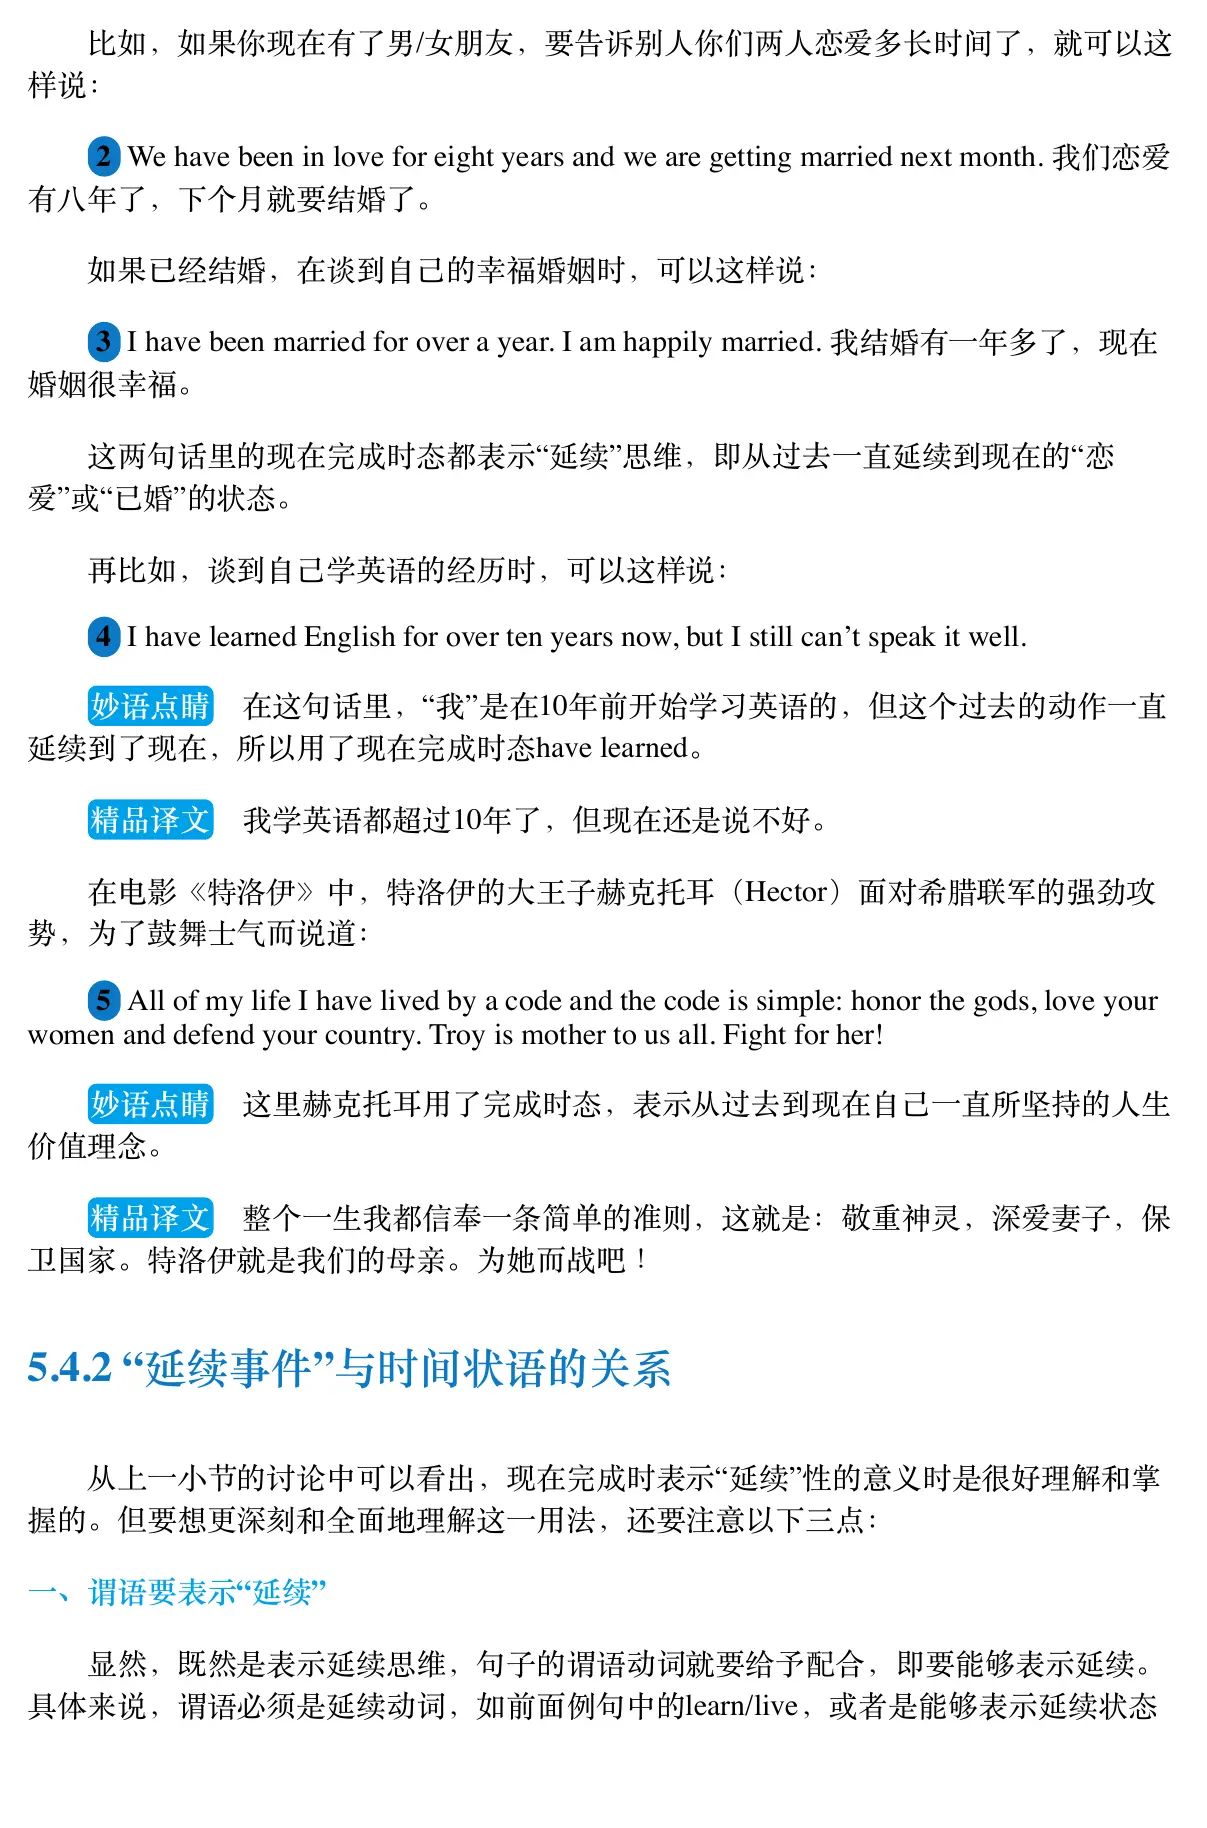 比如，如果你现在有了男/女朋友，要告诉别人你们两人恋爱多长时间了，就可以这
样说：
2 We have been in love for eight years and we are getting married next month. 我们恋爱
有八年了，下个月就要结婚了。
如果已经结婚，在谈到自己的幸福婚姻时，可以这样说：
3 I have been married for over a year. I am happily married. 我结婚有一年多了，现在
婚姻很幸福。
这两句话里的现在完成时态都表示“延续”思维，即从过去一直延续到现在的“恋
爱”或“已婚”的状态。
再比如，谈到自己学英语的经历时，可以这样说：
4 I have learned English for over ten years now, but I still can’t speak it well.
妙语点睛 在这句话里，“我”是在10年前开始学习英语的，但这个过去的动作一直
延续到了现在，所以用了现在完成时态have learned。
精品译文 我学英语都超过10年了，但现在还是说不好。
在电影《特洛伊》中，特洛伊的大王子赫克托耳（Hector）面对希腊联军的强劲攻
势，为了鼓舞士气而说道：
5 All of my life I have lived by a code and the code is simple: honor the gods, love your
women and defend your country. Troy is mother to us all. Fight for her!
妙语点睛 这里赫克托耳用了完成时态，表示从过去到现在自己一直所坚持的人生
价值理念。
精品译文 整个一生我都信奉一条简单的准则，这就是：敬重神灵，深爱妻子，保
卫国家。特洛伊就是我们的母亲。为她而战吧！
5.4.2 “延续事件”与时间状语的关系
从上一小节的讨论中可以看出，现在完成时表示“延续”性的意义时是很好理解和掌
握的。但要想更深刻和全面地理解这一用法，还要注意以下三点：
一、谓语要表示“延续”
显然，既然是表示延续思维，句子的谓语动词就要给予配合，即要能够表示延续。
具体来说，谓语必须是延续动词，如前面例句中的learn/live，或者是能够表示延续状态